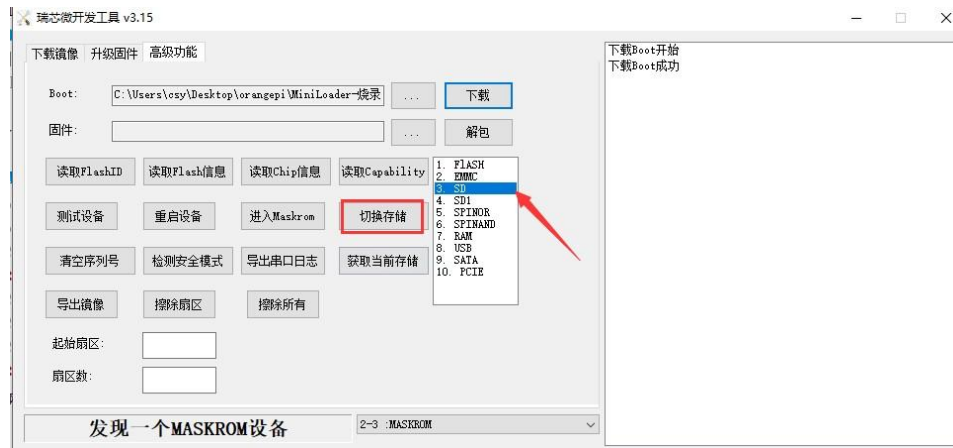 瑞芯微开发工具 v3.15
下载镜像 升级固件 高级功能
Boot: C:\Users\csy\Desktop\orangepi\MiniLoader-烧录 ... 下载
固件: ... 解包
读取FlashID 读取Flash信息 读取Chip信息 读取Capability
测试设备 重启设备 进入Maskrom 切换存储
清空序列号 检测安全模式 导出串口日志 获取当前存储
导出镜像 擦除扇区 擦除所有
1. FLASH
2. EMMC
3. SD
4. SD1
5. SPINOR
6. SPINAND
7. RAM
8. USB
9. SATA
10. PCIE
起始扇区:
扇区数:
发现一个MASKROM设备
2-3 :MASKROM
下载Boot开始
下载Boot成功